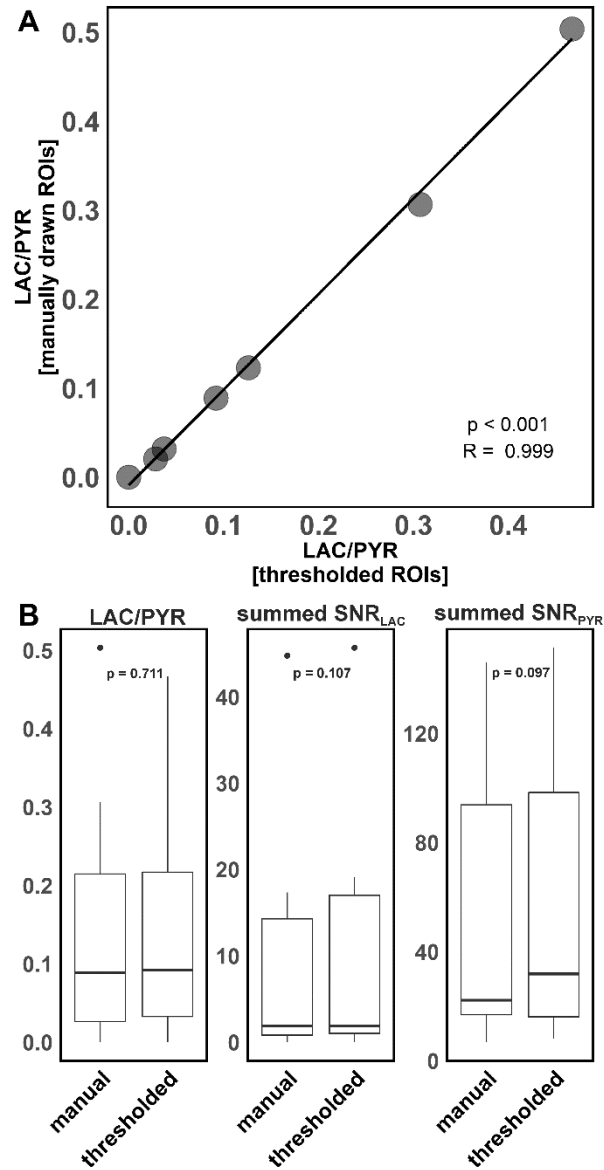 A
LAC/PYR
[manually drawn ROIs]
0.5
0.4
0.3
0.2
0.1
0.0
p < 0.001
R = 0.999
0.0 0.1 0.2 0.3 0.4
LAC/PYR
[thresholded ROIs]
B
LAC/PYR
0.5
0.4
0.3
0.2
0.1
0.0
p = 0.711
manual
thresholded
summed SNR_LAC
40
30
20
10
0
p = 0.107
manual
thresholded
summed SNR_PYR
120
80
40
0
p = 0.097
manual
thresholded